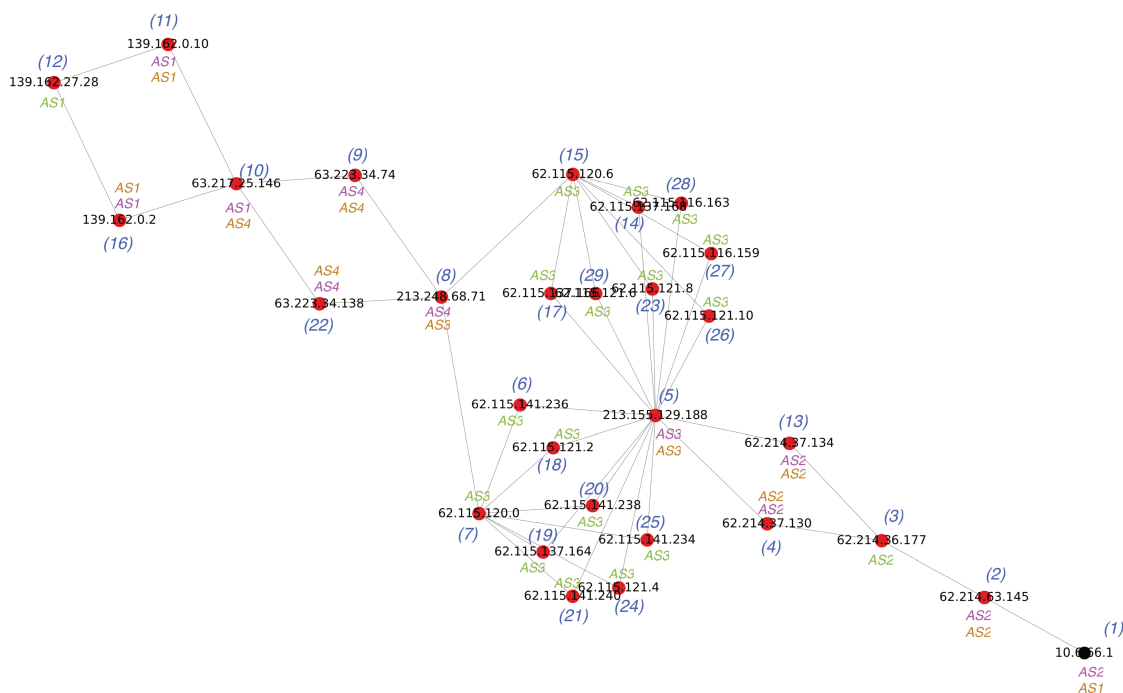 (11)
139.162.0.10
AS1
AS1
(12)
139.162.27.28
AS1
(10)
63.217.25.146
AS1
AS4
(9)
63.223.34.74
AS4
AS4
AS1
AS1
139.162.0.2
(16)
AS4
AS4
63.223.34.138
(22)
(8)
213.248.68.71
AS4
AS3
(15)
62.115.120.6
AS3
AS3
62.115.137.168
(14)
(28)
62.115.116.163
AS3
AS3
62.115.116.159
(27)
AS3
(17)
(29)
AS3
AS3
62.115.121.8
(23)
AS3
62.115.121.10
(26)
(6)
62.115.141.236
AS3
(5)
213.155.129.188
AS3
AS3
(13)
62.214.37.134
AS2
AS2
AS3
62.115.121.2
(18)
AS3
62.115.120.0
(7)
(20)
62.115.141.238
AS3
(19)
62.115.137.164
AS3
(25)
62.115.141.234
AS3
AS3
62.115.141.240
(21)
AS3
62.115.121.4
(24)
AS2
AS2
62.214.37.130
(4)
(3)
62.214.36.177
AS2
(2)
62.214.63.145
AS2
AS2
(1)
AS2
AS1